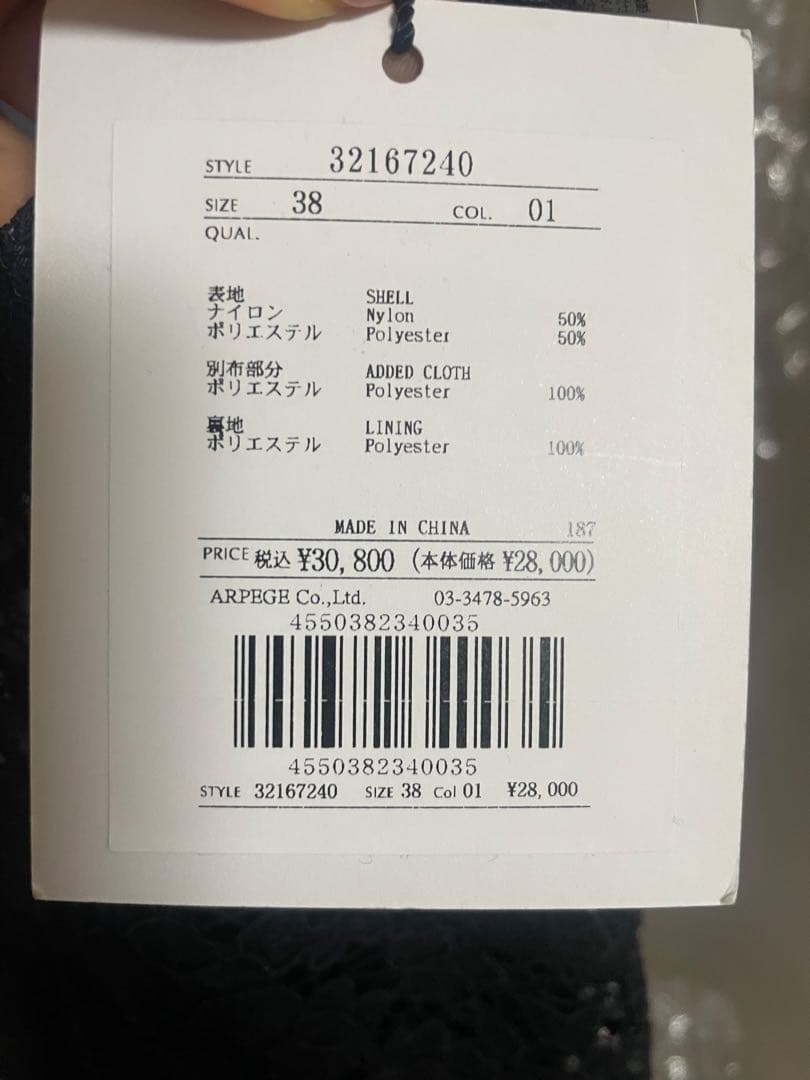 STYLE 32167240
SIZE 38 COL. 01
QUAL.
表地 SHELL
ナイロン Nylon 50%
ポリエステル Polyester 50%
別布部分 ADDED CLOTH
ポリエステル Polyester 100%
裏地 LINING
ポリエステル Polyester 100%
MADE IN CHINA 187
PRICE 税込 ¥30,800 (本体価格 ¥28,000)
ARPEGE Co.,Ltd. 03-3478-5963
4550382340035
4550382340035
STYLE 32167240 SIZE 38 Col 01 ¥28,000